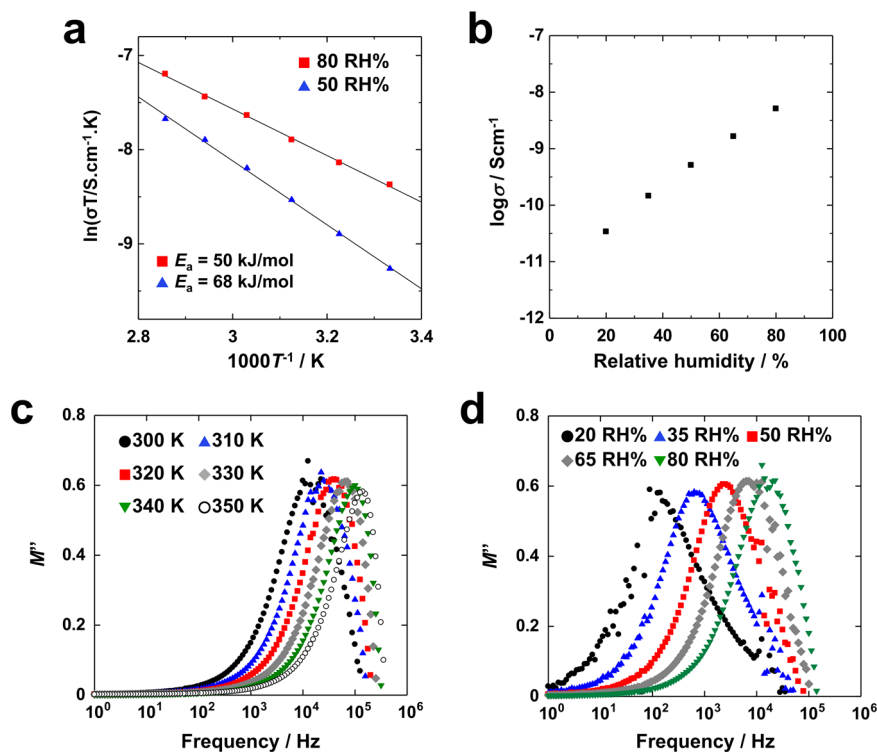 a
-7
-8
-9
ln(σT/S.cm-1.K)
80 RH%
50 RH%
Ea = 50 kJ/mol
Ea = 68 kJ/mol
2.8 3 3.2 3.4
1000T-1 / K
b
-7
-8
-9
-10
-11
-12
logσ / Scm-1
0 20 40 60 80 100
Relative humidity / %
c
0.8
0.6
0.4
0.2
0
M”
300 K 310 K
320 K 330 K
340 K 350 K
100 101 102 103 104 105 106
Frequency / Hz
d
0.8
0.6
0.4
0.2
0
M”
20 RH% 35 RH% 50 RH%
65 RH% 80 RH%
100 101 102 103 104 105 106
Frequency / Hz